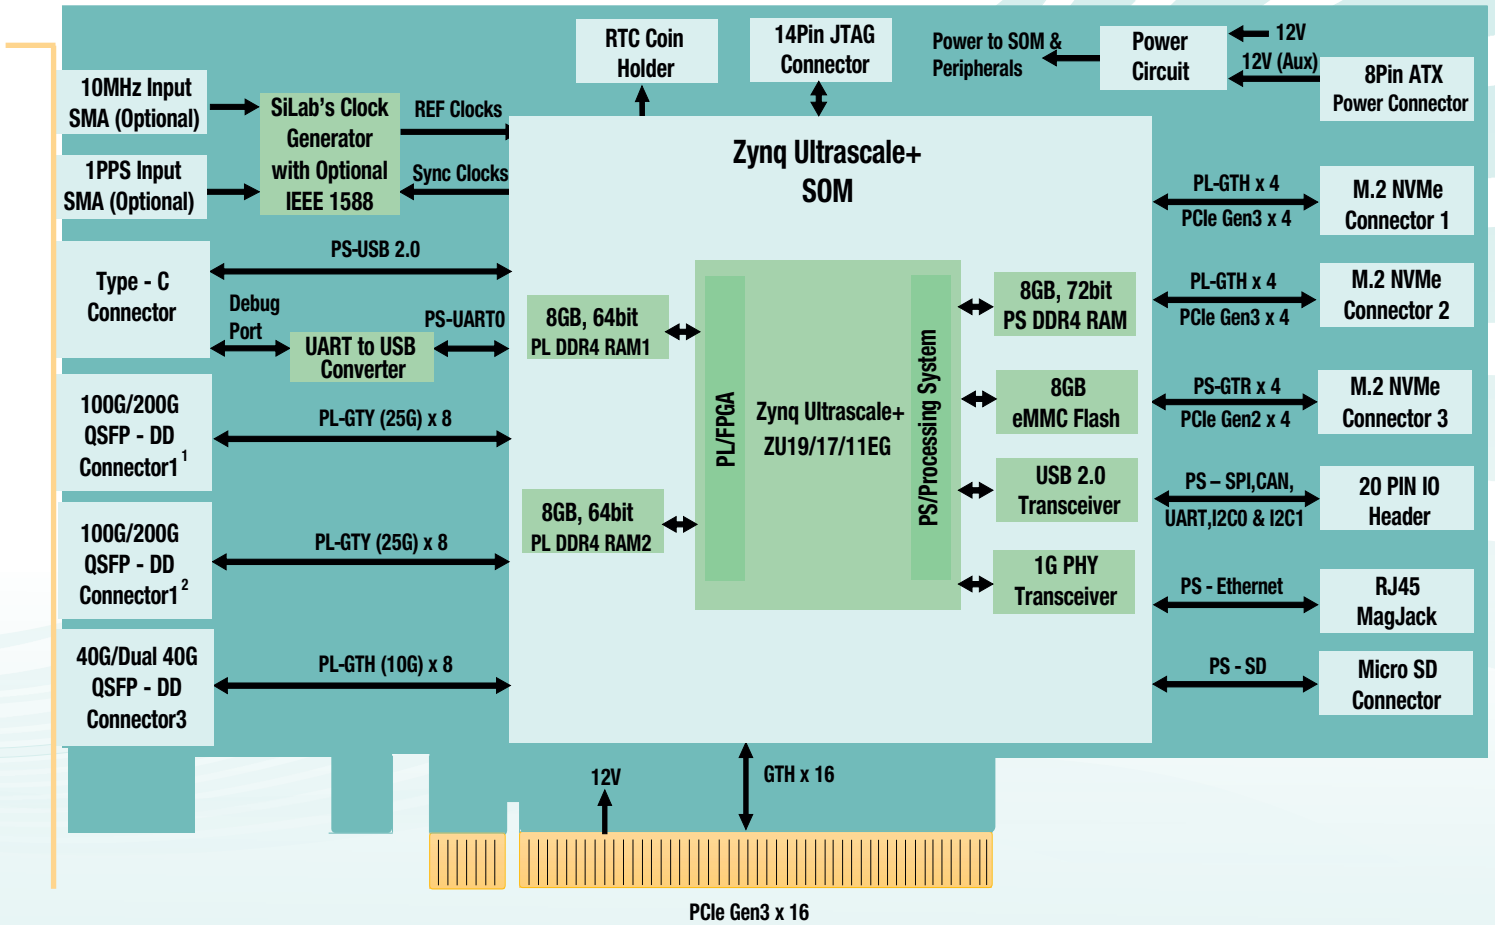 RTC Coin
Holder
14Pin JTAG
Connector
Power to SOM &
Peripherals
Power
Circuit
12V
12V (Aux)
8Pin ATX
Power Connector
10MHz Input
SMA (Optional)
1PPS Input
SMA (Optional)
SiLab's Clock
Generator
with Optional
IEEE 1588
REF Clocks
Sync Clocks
Type - C
Connector
PS-USB 2.0
Debug
Port
UART to USB
Converter
PS-UART0
100G/200G
QSFP - DD
Connector1 1
PL-GTY (25G) x 8
100G/200G
QSFP - DD
Connector1 2
PL-GTY (25G) x 8
40G/Dual 40G
QSFP - DD
Connector3
PL-GTH (10G) x 8
Zynq Ultrascale+
SOM
8GB, 64bit
PL DDR4 RAM1
8GB, 64bit
PL DDR4 RAM2
PL/FPGA
Zynq Ultrascale+
ZU19/17/11EG
PS/Processing System
8GB, 72bit
PS DDR4 RAM
8GB
eMMC Flash
USB 2.0
Transceiver
1G PHY
Transceiver
PL-GTH x 4
PCIe Gen3 x 4
M.2 NVMe
Connector 1
PL-GTH x 4
PCIe Gen3 x 4
M.2 NVMe
Connector 2
PS-GTR x 4
PCIe Gen2 x 4
M.2 NVMe
Connector 3
PS – SPI,CAN,
UART,I2C0 & I2C1
20 PIN IO
Header
PS - Ethernet
RJ45
MagJack
PS - SD
Micro SD
Connector
12V
GTH x 16
PCIe Gen3 x 16